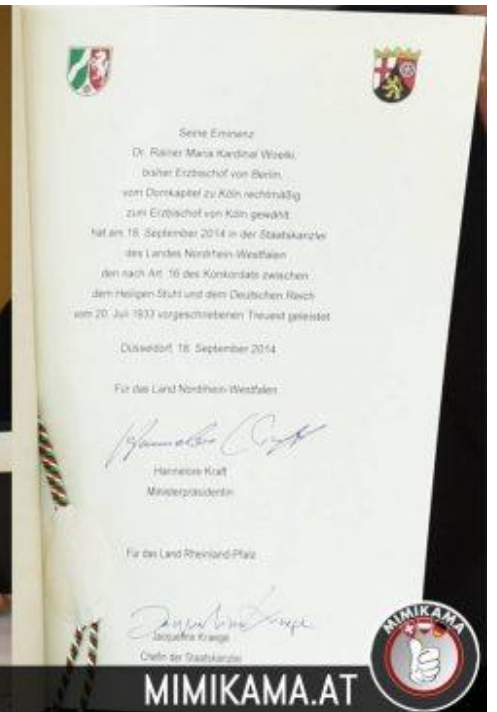 Seine Eminenz
Dr. Rainer Maria Kardinal Woelki,
bisher Erzbischof von Berlin,
vom Domkapitel zu Köln rechtmäßig
zum Erzbischof von Köln gewählt,
hat am 18. September 2014 in der Staatskanzlei
des Landes Nordrhein-Westfalen
den nach Art. 16 des Konkordats zwischen
dem Heiligen Stuhl und dem Deutschen Reich
vom 20. Juli 1933 vorgeschriebenen Treueid geleistet.
Düsseldorf, 18. September 2014
Für das Land Nordrhein-Westfalen
Hannelore Kraft
Hannelore Kraft
Ministerpräsidentin
Für das Land Rheinland-Pfalz
Jacqueline Kraege
Jacqueline Kraege
Chefin der Staatskanzlei
MIMIKAMA
MIMIKAMA.AT